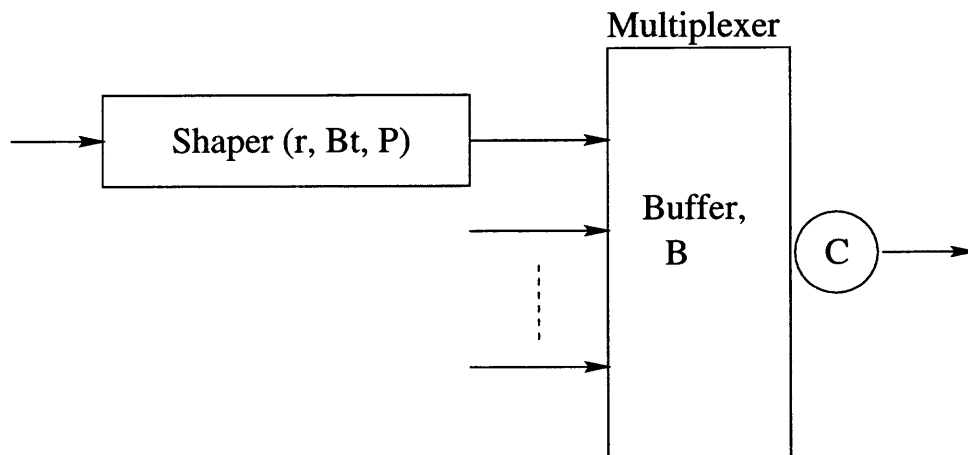 Multiplexer
Shaper (r, Bt, P)
Buffer,
B
C